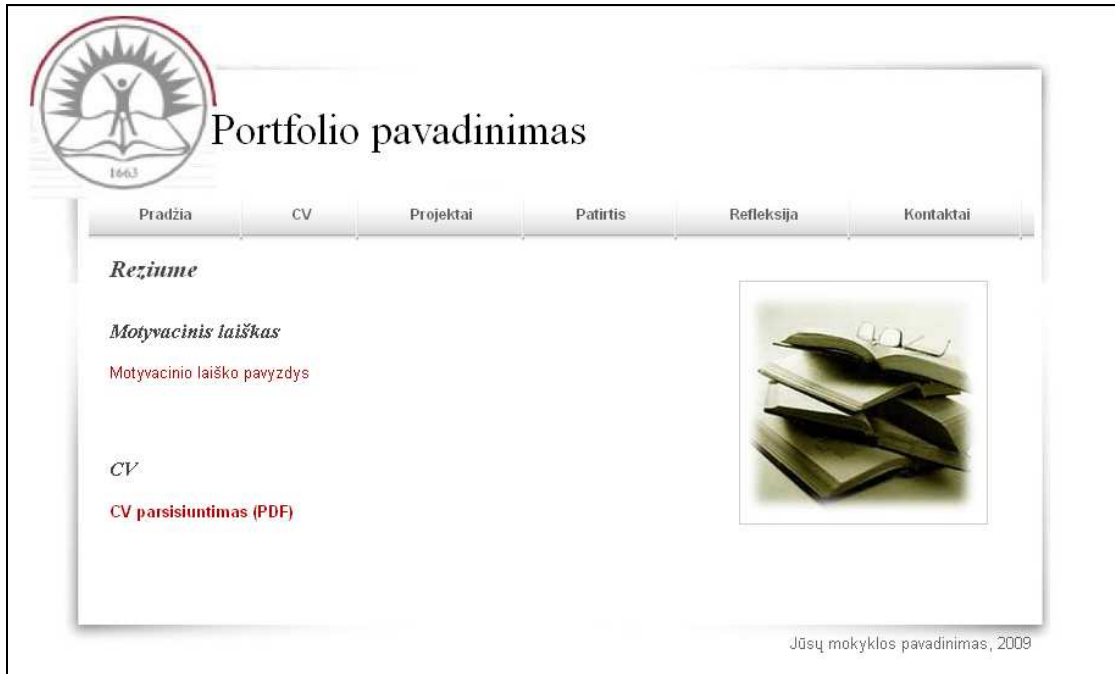 1663
Portfolio pavadinimas
Pradžia CV Projektai Patirtis Refleksija Kontaktai
Reziume
Motyvacinis laiškas
Motyvacinio laiško pavyzdys
CV
CV parsisiuntimas (PDF)
Jūsų mokyklos pavadinimas, 2009